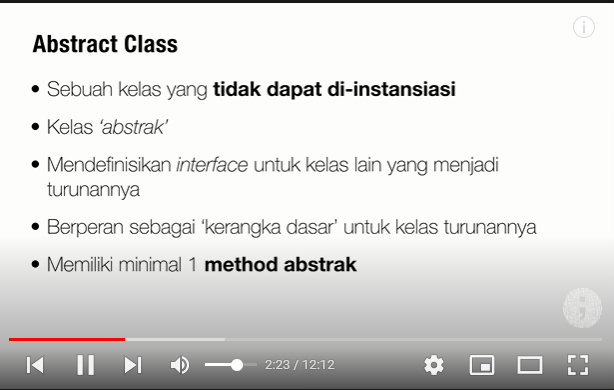 Abstract Class
• Sebuah kelas yang tidak dapat di-instansiasi
• Kelas ‘abstrak’
• Mendefinisikan interface untuk kelas lain yang menjadi
turunannya
• Berperan sebagai ‘kerangka dasar’ untuk kelas turunannya
• Memiliki minimal 1 method abstrak
2:23 / 12:12